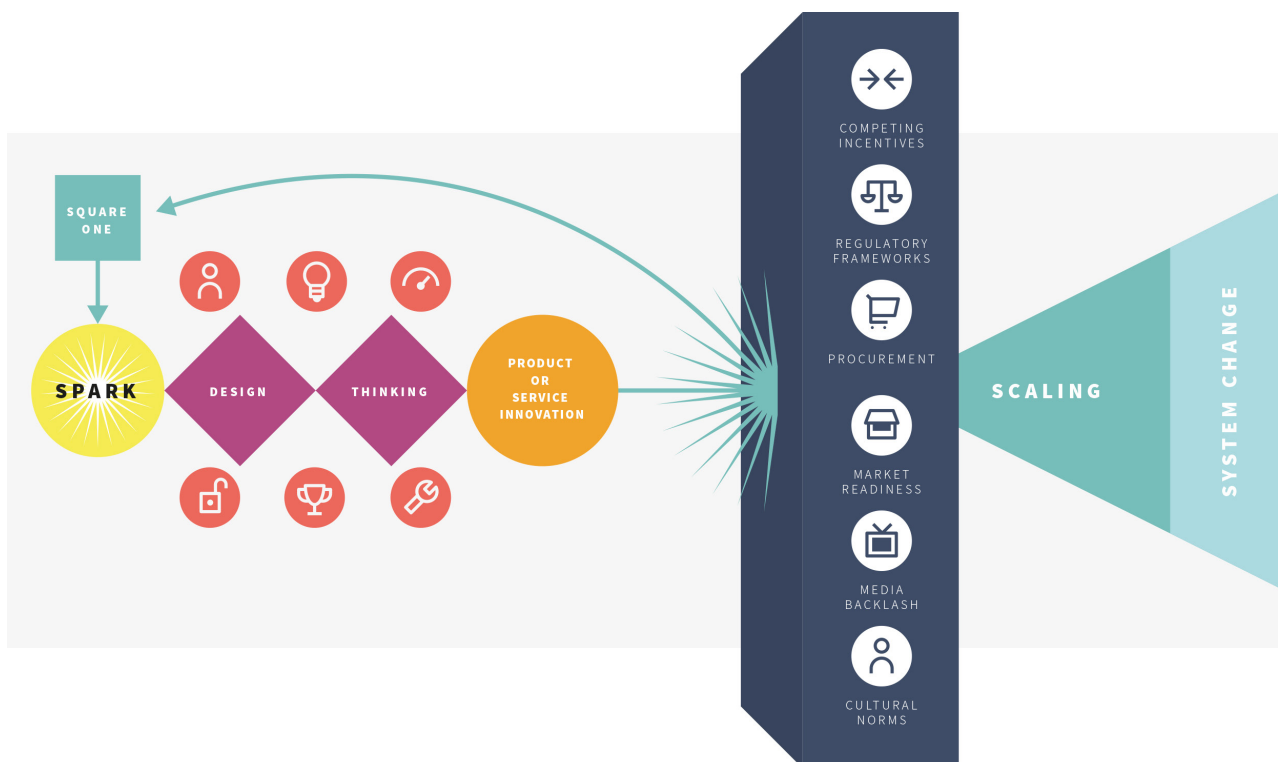 SQUARE
ONE
SPARK
DESIGN
THINKING
PRODUCT
OR
SERVICE
INNOVATION
COMPETING
INCENTIVES
REGULATORY
FRAMEWORKS
PROCUREMENT
MARKET
READINESS
MEDIA
BACKLASH
CULTURAL
NORMS
SCALING
SYSTEM CHANGE